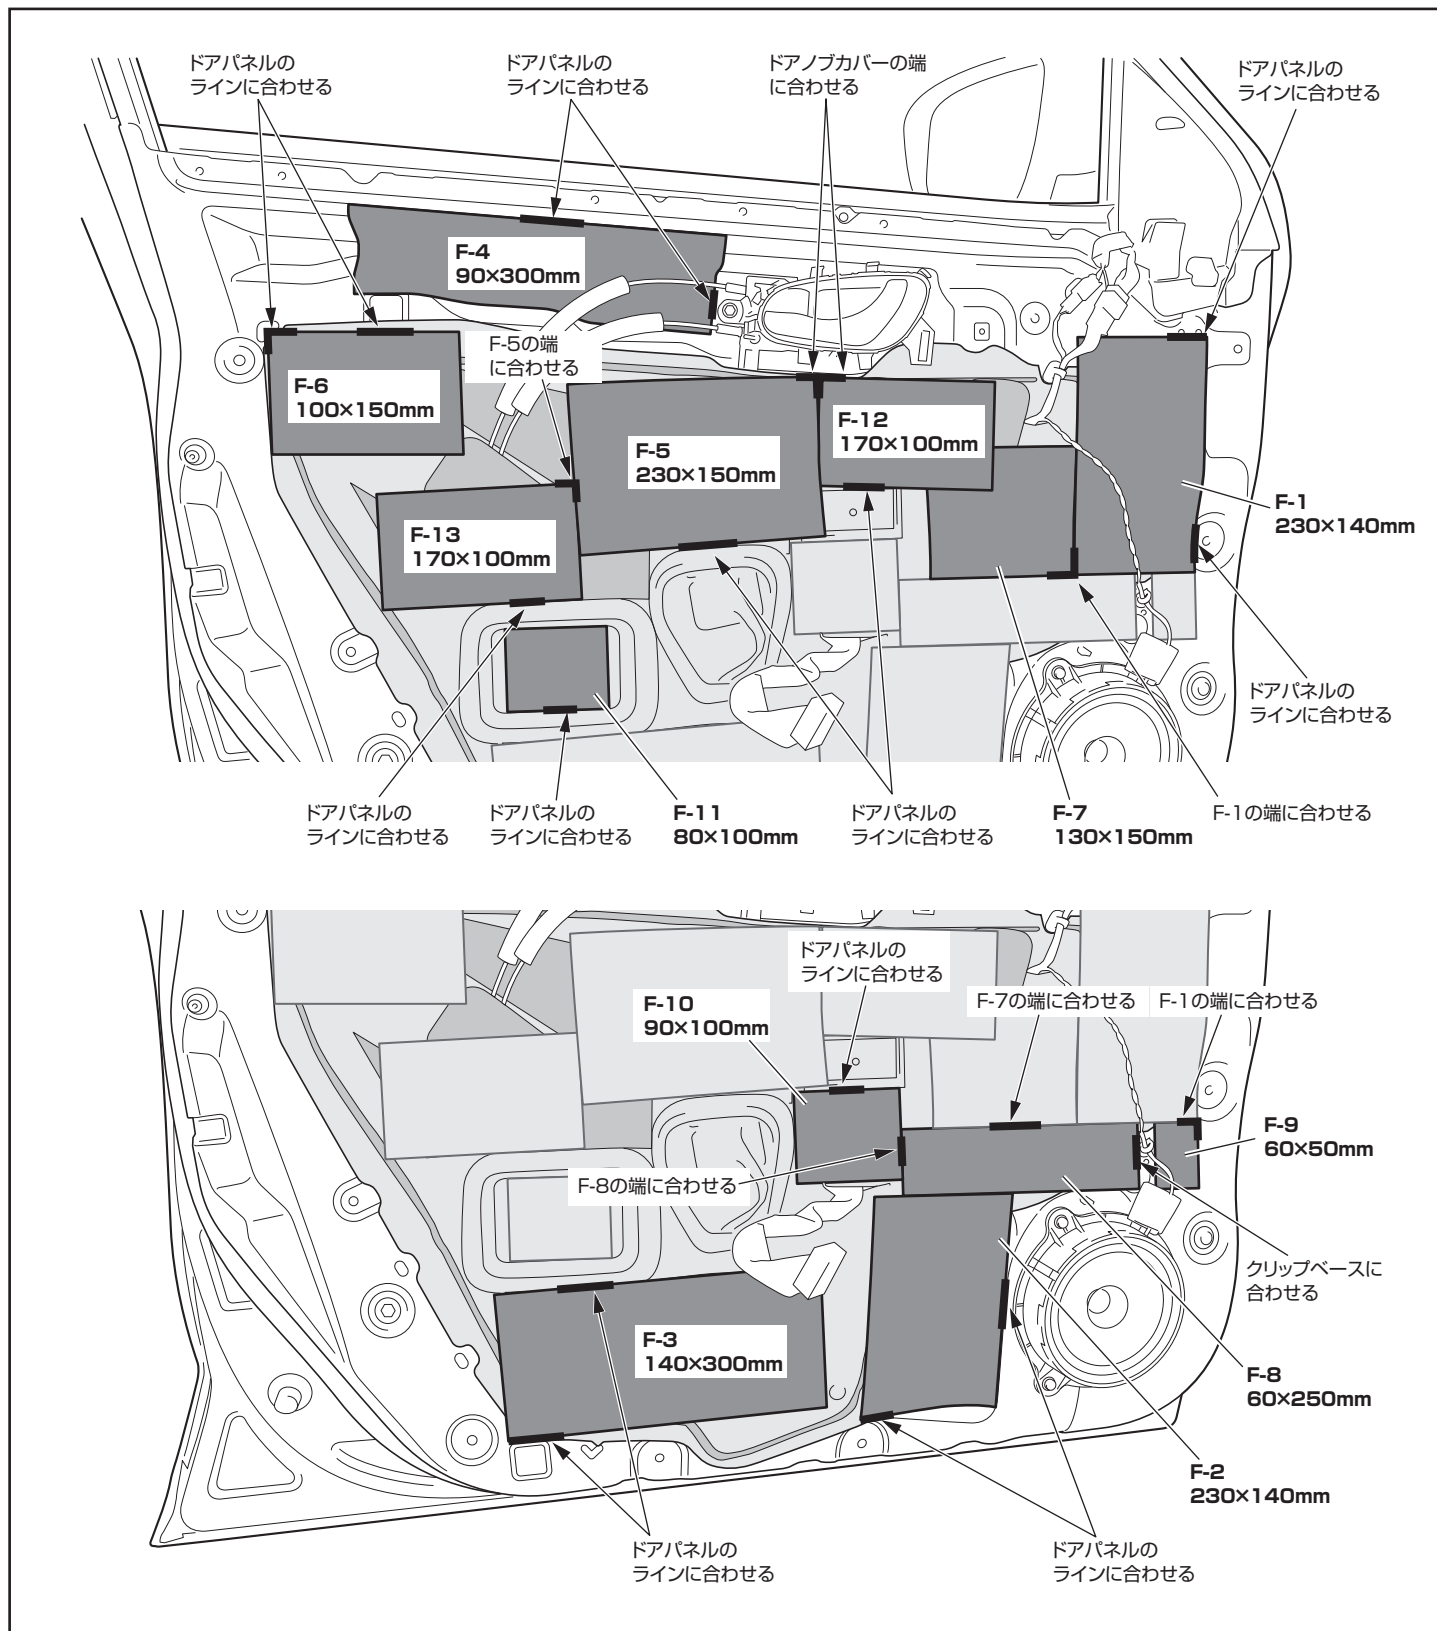 ドアパネルの
ラインに合わせる
ドアパネルの
ラインに合わせる
ドアノブカバーの端
に合わせる
ドアパネルの
ラインに合わせる
F-4
90×300mm
F-5の端
に合わせる
F-6
100×150mm
F-12
170×100mm
F-5
230×150mm
F-1
230×140mm
F-13
170×100mm
ドアパネルの
ラインに合わせる
ドアパネルの
ラインに合わせる
ドアパネルの
ラインに合わせる
F-11
80×100mm
ドアパネルの
ラインに合わせる
F-7
130×150mm
F-1の端に合わせる
ドアパネルの
ラインに合わせる
F-10
90×100mm
F-7の端に合わせる
F-1の端に合わせる
F-9
60×50mm
F-8の端に合わせる
クリップベースに
合わせる
F-3
140×300mm
F-8
60×250mm
F-2
230×140mm
ドアパネルの
ラインに合わせる
ドアパネルの
ラインに合わせる